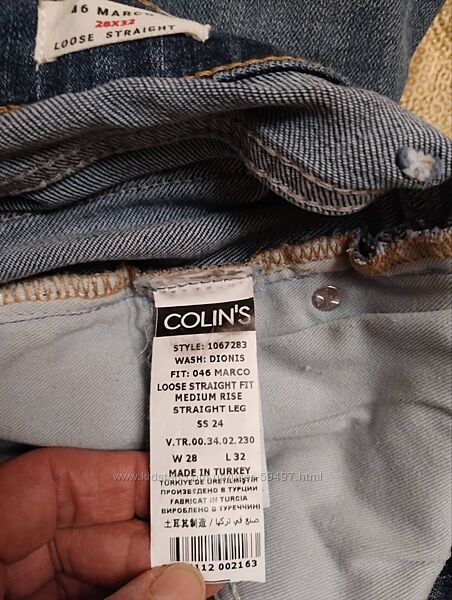 46 MARCO
28X32
LOOSE STRAIGHT
COLIN'S
STYLE: 1067283
WASH: DIONIS
FIT: 046 MARCO
LOOSE STRAIGHT FIT
MEDIUM RISE
STRAIGHT LEG
SS 24
V.TR.00.34.02.230
W 28 L 32
MADE IN TURKEY
TÜRKİYE'DE ÜRETİLMİŞTİR
ПРОИЗВЕДЕНО В ТУРЦИИ
FABRICAT IN TURCIA
ВИРОБЛЕНО В ТУРЕЧЧИНІ
土耳其制造 / صنع في تركيا
112 002163